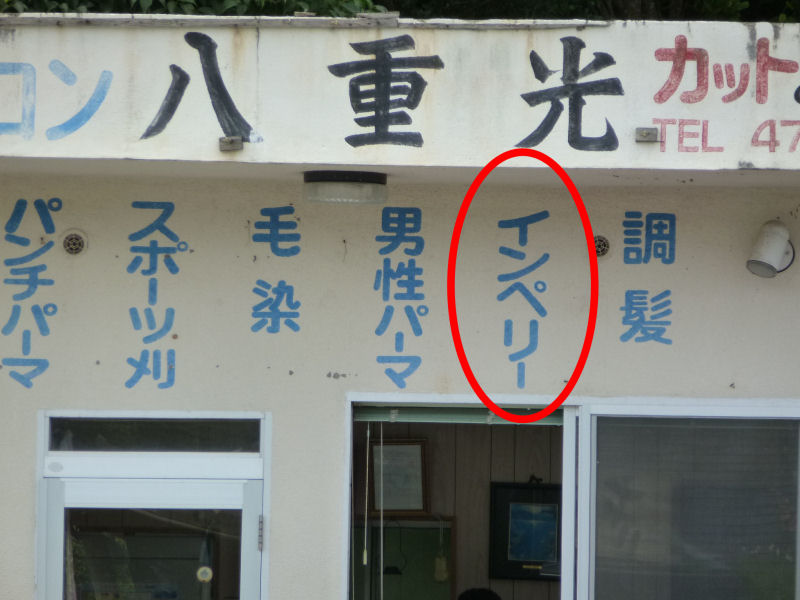 コン 八重光 カット
TEL 47
調髪
インペリー
男性パーマ
毛染
スポーツ刈
パンチパーマ